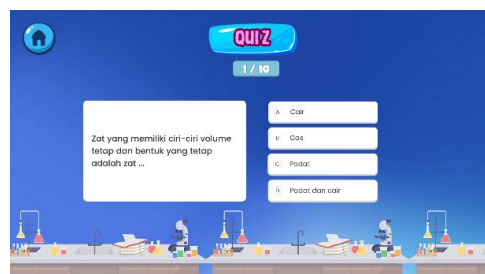 QUIZ
1 / 10
Zat yang memiliki ciri-ciri volume
tetap dan bentuk yang tetap
adalah zat ...
A Cair
B Gas
C Padat
D Padat dan cair